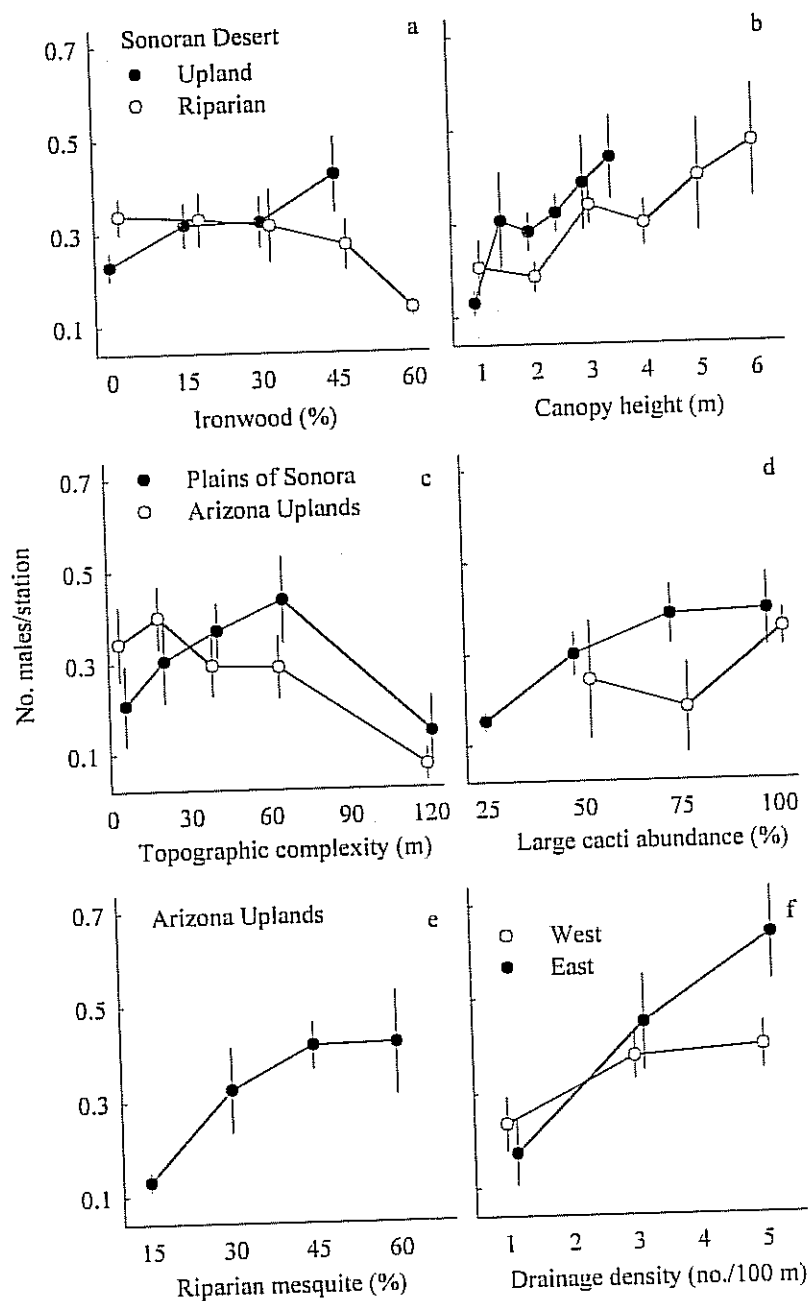 a
Sonoran Desert
Upland
Riparian
0.7
0.5
0.3
0.1
0 15 30 45 60
Ironwood (%)
b
1 2 3 4 5 6
Canopy height (m)
No. males/station
c
Plains of Sonora
Arizona Uplands
0.7
0.5
0.3
0.1
0 30 60 90 120
Topographic complexity (m)
d
25 50 75 100
Large cacti abundance (%)
Arizona Uplands e
0.7
0.5
0.3
0.1
15 30 45 60
Riparian mesquite (%)
f
West
East
1 2 3 4 5
Drainage density (no./100 m)